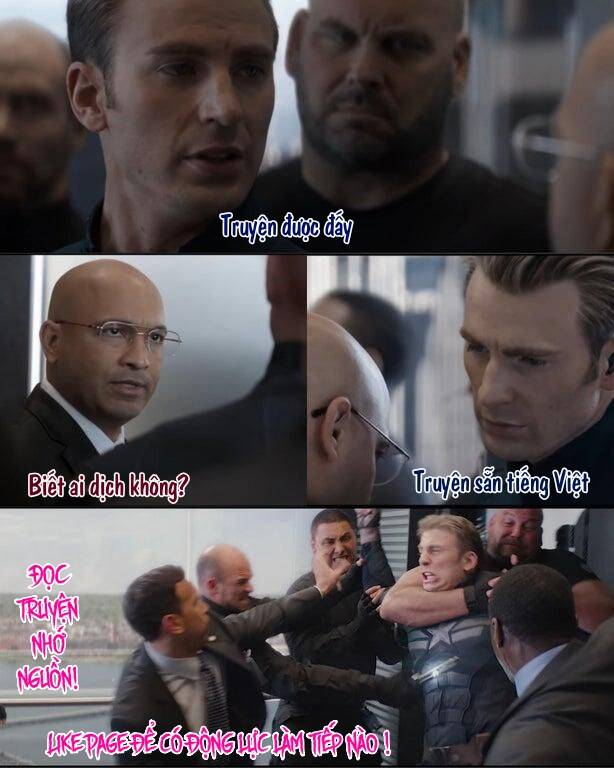 Truyện được đấy
Biết ai dịch không?
Truyện sẵn tiếng Việt
ĐỌC
TRUYỆN
NHỚ
NGUỒN!
LIKE PAGE ĐỂ CÓ ĐỘNG LỰC LÀM TIẾP NÀO !